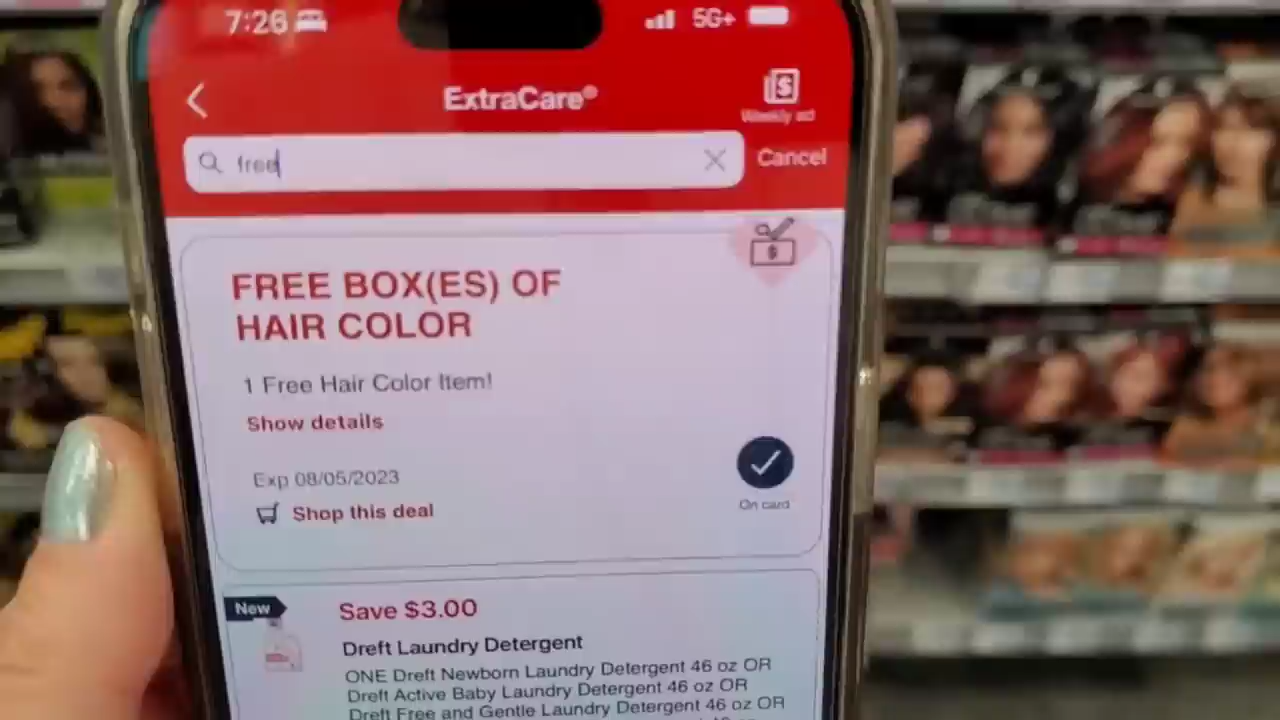 7:26
5G+
ExtraCare®
Weekly ad
free
Cancel
FREE BOX(ES) OF
HAIR COLOR
1 Free Hair Color Item!
Show details
Exp 08/05/2023
Shop this deal
On card
New
Save $3.00
Dreft Laundry Detergent
ONE Dreft Newborn Laundry Detergent 46 oz OR
Dreft Active Baby Laundry Detergent 46 oz OR
Dreft Free and Gentle Laundry Detergent 46 oz OR